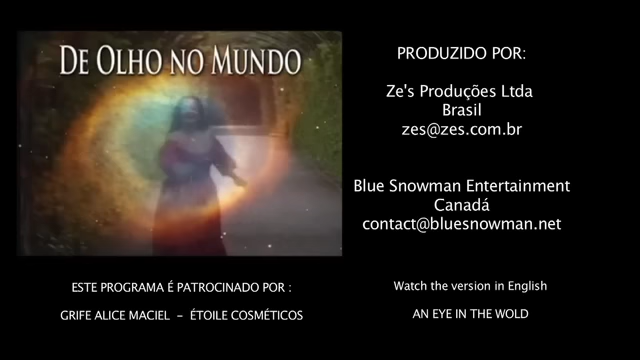 DE OLHO NO MUNDO
PRODUZIDO POR:
Ze's Produções Ltda
Brasil
zes@zes.com.br
Blue Snowman Entertainment
Canadá
contact@bluesnowman.net
ESTE PROGRAMA É PATROCINADO POR :
GRIFE ALICE MACIEL – ÉTOILE COSMÉTICOS
Watch the version in English
AN EYE IN THE WOLD